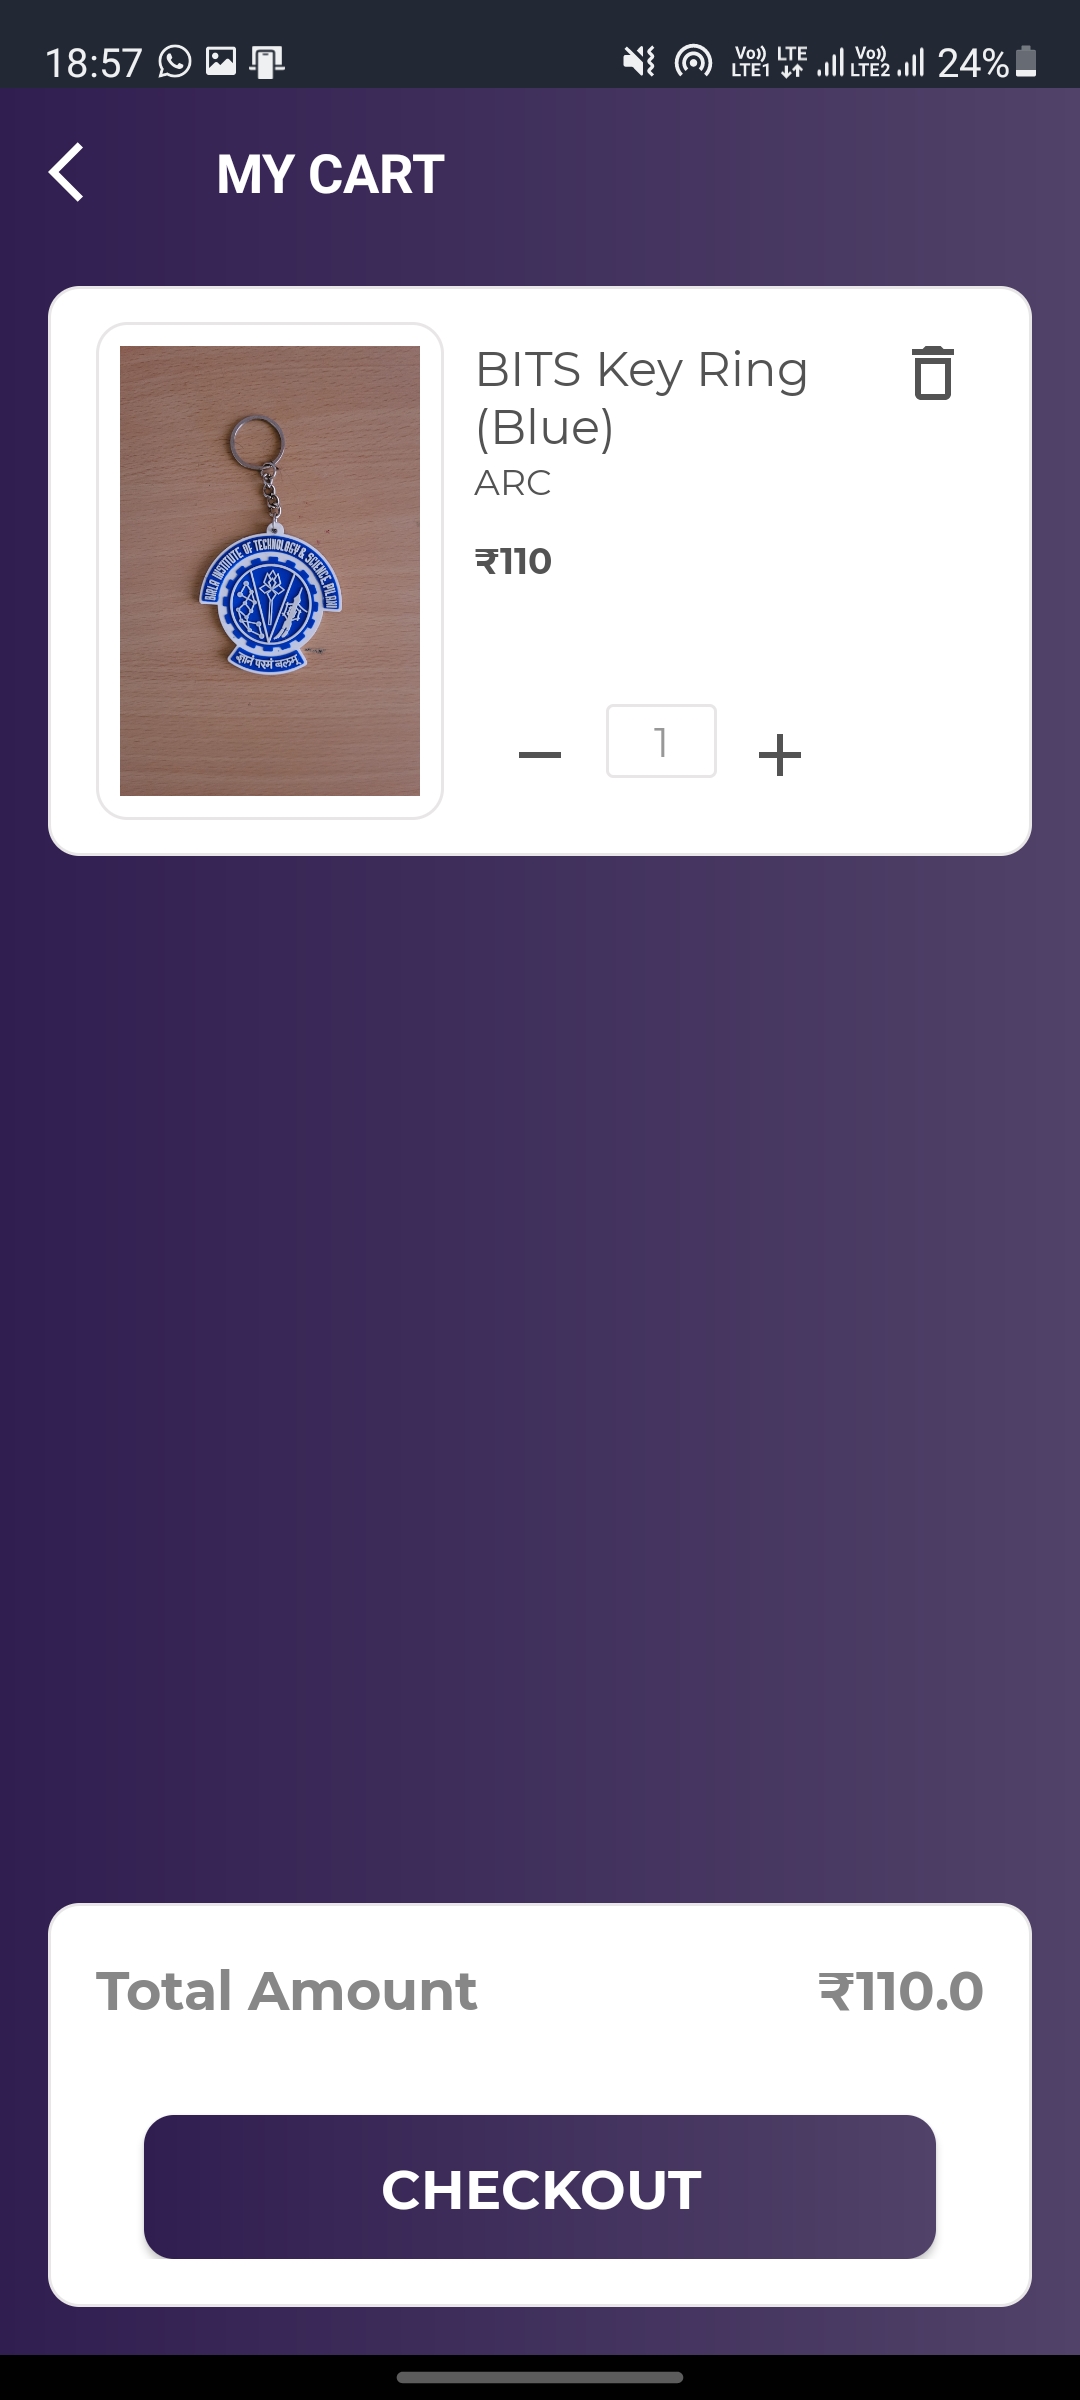 18:57
Vo)) LTE1 LTE Vo)) LTE2 24%
MY CART
BITS Key Ring
(Blue)
ARC
₹110
BIRLA INSTITUTE OF TECHNOLOGY & SCIENCE, PILANI
ज्ञानं परमं बलम्
1
Total Amount ₹110.0
CHECKOUT